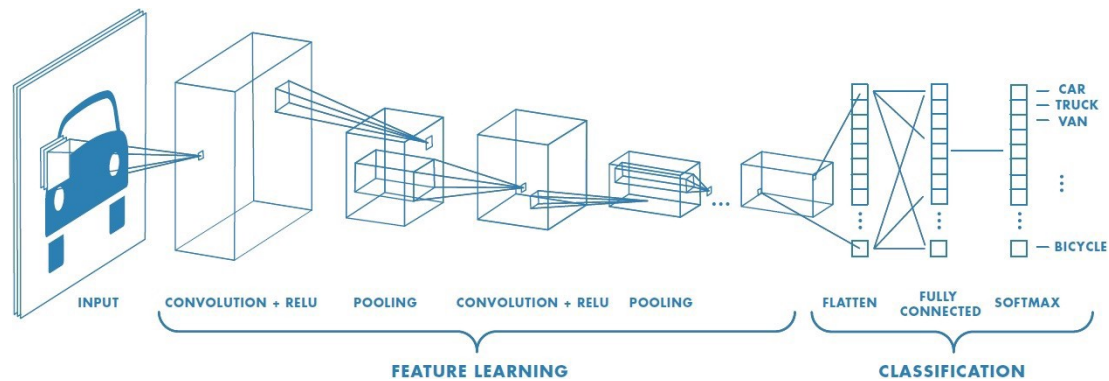 CAR
TRUCK
VAN
BICYCLE
INPUT
CONVOLUTION + RELU
POOLING
CONVOLUTION + RELU
POOLING
FLATTEN
FULLY
CONNECTED
SOFTMAX
FEATURE LEARNING
CLASSIFICATION